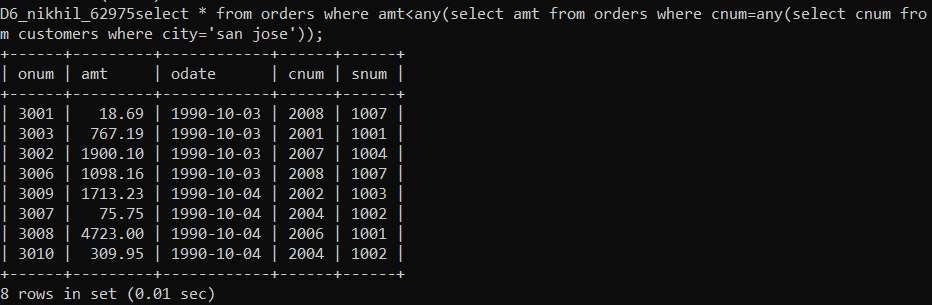 D6_nikhil_62975select * from orders where amt<any(select amt from orders where cnum=any(select cnum fro
m customers where city='san jose'));
+------+---------+------------+------+------+
| onum | amt     | odate      | cnum | snum |
+------+---------+------------+------+------+
| 3001 |   18.69 | 1990-10-03 | 2008 | 1007 |
| 3003 |  767.19 | 1990-10-03 | 2001 | 1001 |
| 3002 | 1900.10 | 1990-10-03 | 2007 | 1004 |
| 3006 | 1098.16 | 1990-10-03 | 2008 | 1007 |
| 3009 | 1713.23 | 1990-10-04 | 2002 | 1003 |
| 3007 |   75.75 | 1990-10-04 | 2004 | 1002 |
| 3008 | 4723.00 | 1990-10-04 | 2006 | 1001 |
| 3010 |  309.95 | 1990-10-04 | 2004 | 1002 |
+------+---------+------------+------+------+
8 rows in set (0.01 sec)